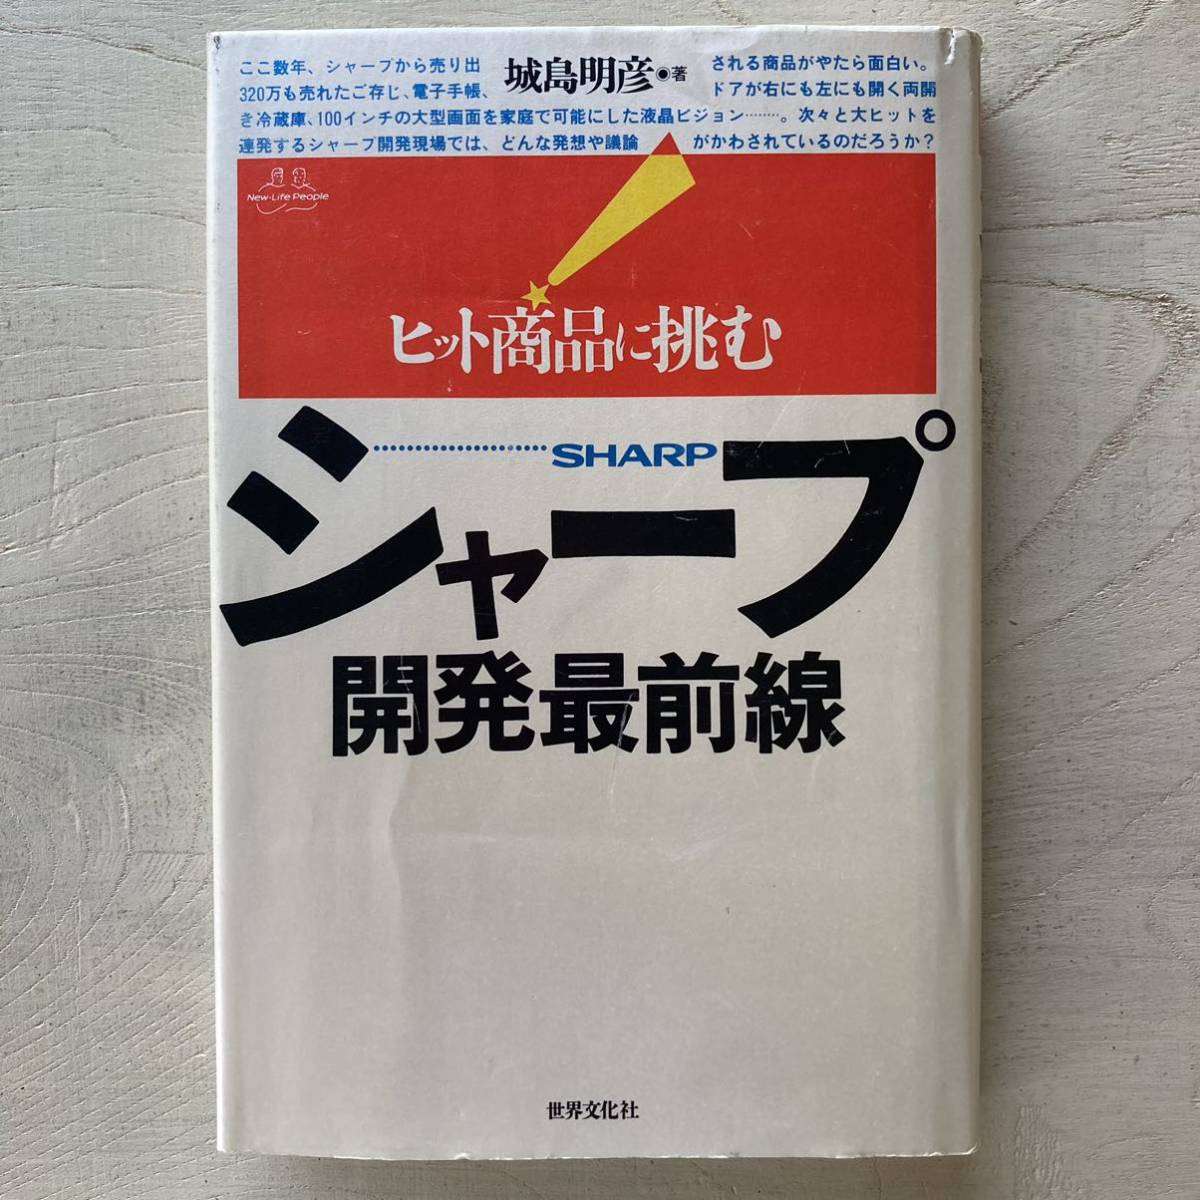 ここ数年、シャープから売り出される商品がやたら面白い。
320万も売れたご存じ、電子手帳、ドアが右にも左にも開く両開
き冷蔵庫、100インチの大型画面を家庭で可能にした液晶ビジョン………。次々と大ヒットを
連発するシャープ開発現場では、どんな発想や議論がかわされているのだろうか?
城島明彦◉著
New-Life People
ヒット商品に挑む
SHARP
シャープ
開発最前線
世界文化社